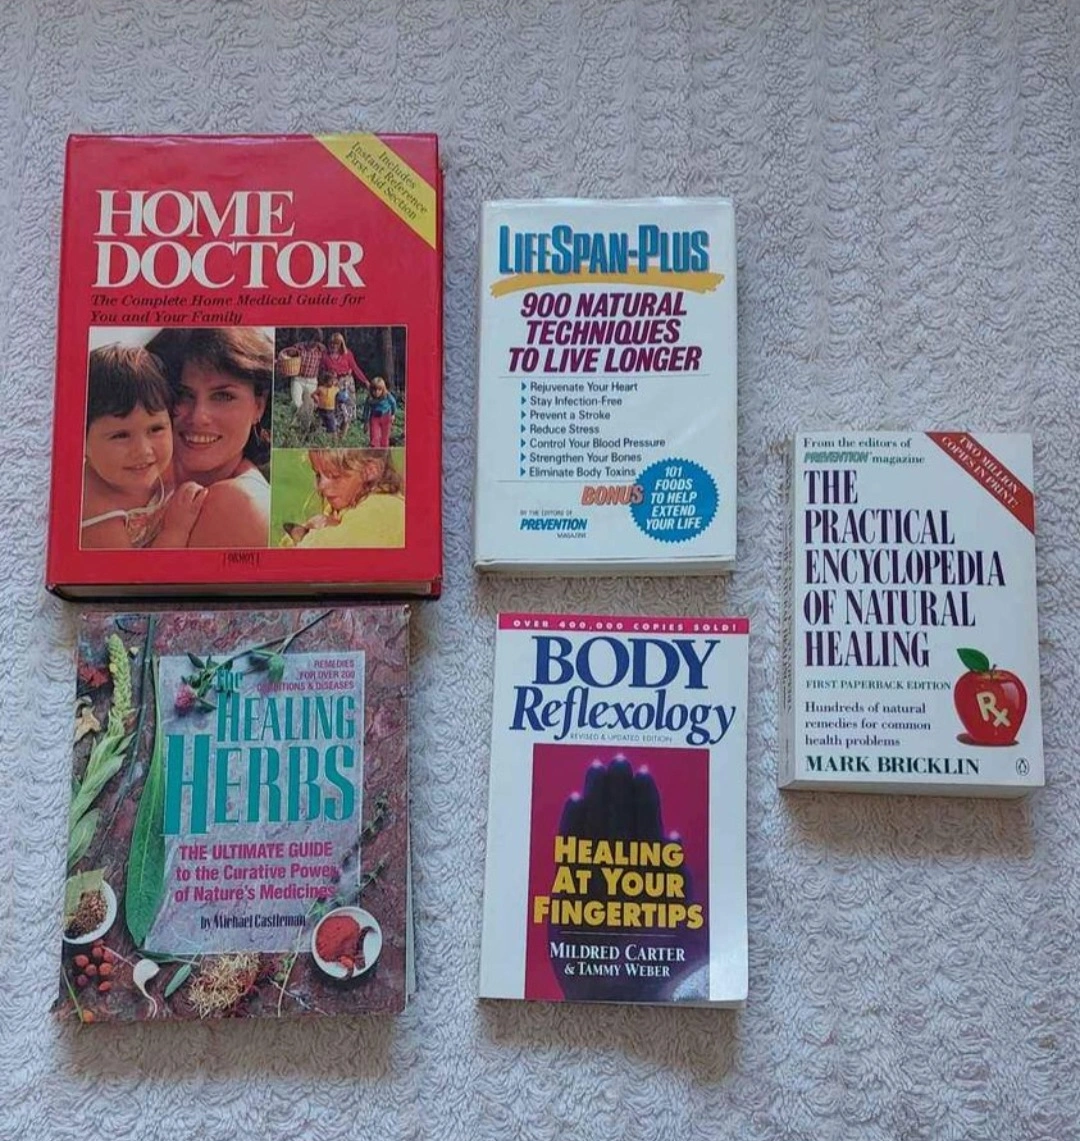 Includes
Instant Reference
First Aid Section
HOME
DOCTOR
The Complete Home Medical Guide for
You and Your Family
LIFESPAN-PLUS
900 NATURAL
TECHNIQUES
TO LIVE LONGER
Rejuvenate Your Heart
Stay Infection-Free
Prevent a Stroke
Reduce Stress
Control Your Blood Pressure
Strengthen Your Bones
Eliminate Body Toxins
BONUS
101
FOODS
TO HELP
EXTEND
YOUR LIFE
BY THE EDITORS OF
PREVENTION
MAGAZINE
From the editors of
PREVENTION magazine
TWO MILLION
COPIES IN PRINT!
THE
PRACTICAL
ENCYCLOPEDIA
OF NATURAL
HEALING
FIRST PAPERBACK EDITION
Hundreds of natural
remedies for common
health problems
Rx
MARK BRICKLIN
REMEDIES
FOR OVER 200
CONDITIONS & DISEASES
The
HEALING
HERBS
THE ULTIMATE GUIDE
to the Curative Power
of Nature's Medicines
by Michael Castleman
OVER 400,000 COPIES SOLD!
BODY
Reflexology
REVISED & UPDATED EDITION
HEALING
AT YOUR
FINGERTIPS
MILDRED CARTER
& TAMMY WEBER